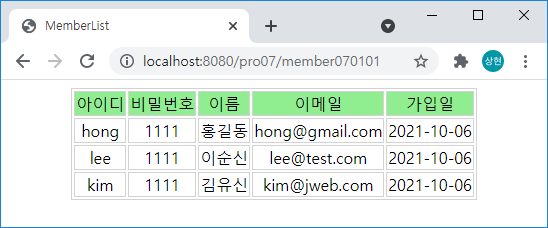 MemberList
localhost:8080/pro07/member070101
상현
아이디 비밀번호 이름 이메일 가입일
hong 1111 홍길동 hong@gmail.com 2021-10-06
lee 1111 이순신 lee@test.com 2021-10-06
kim 1111 김유신 kim@jweb.com 2021-10-06